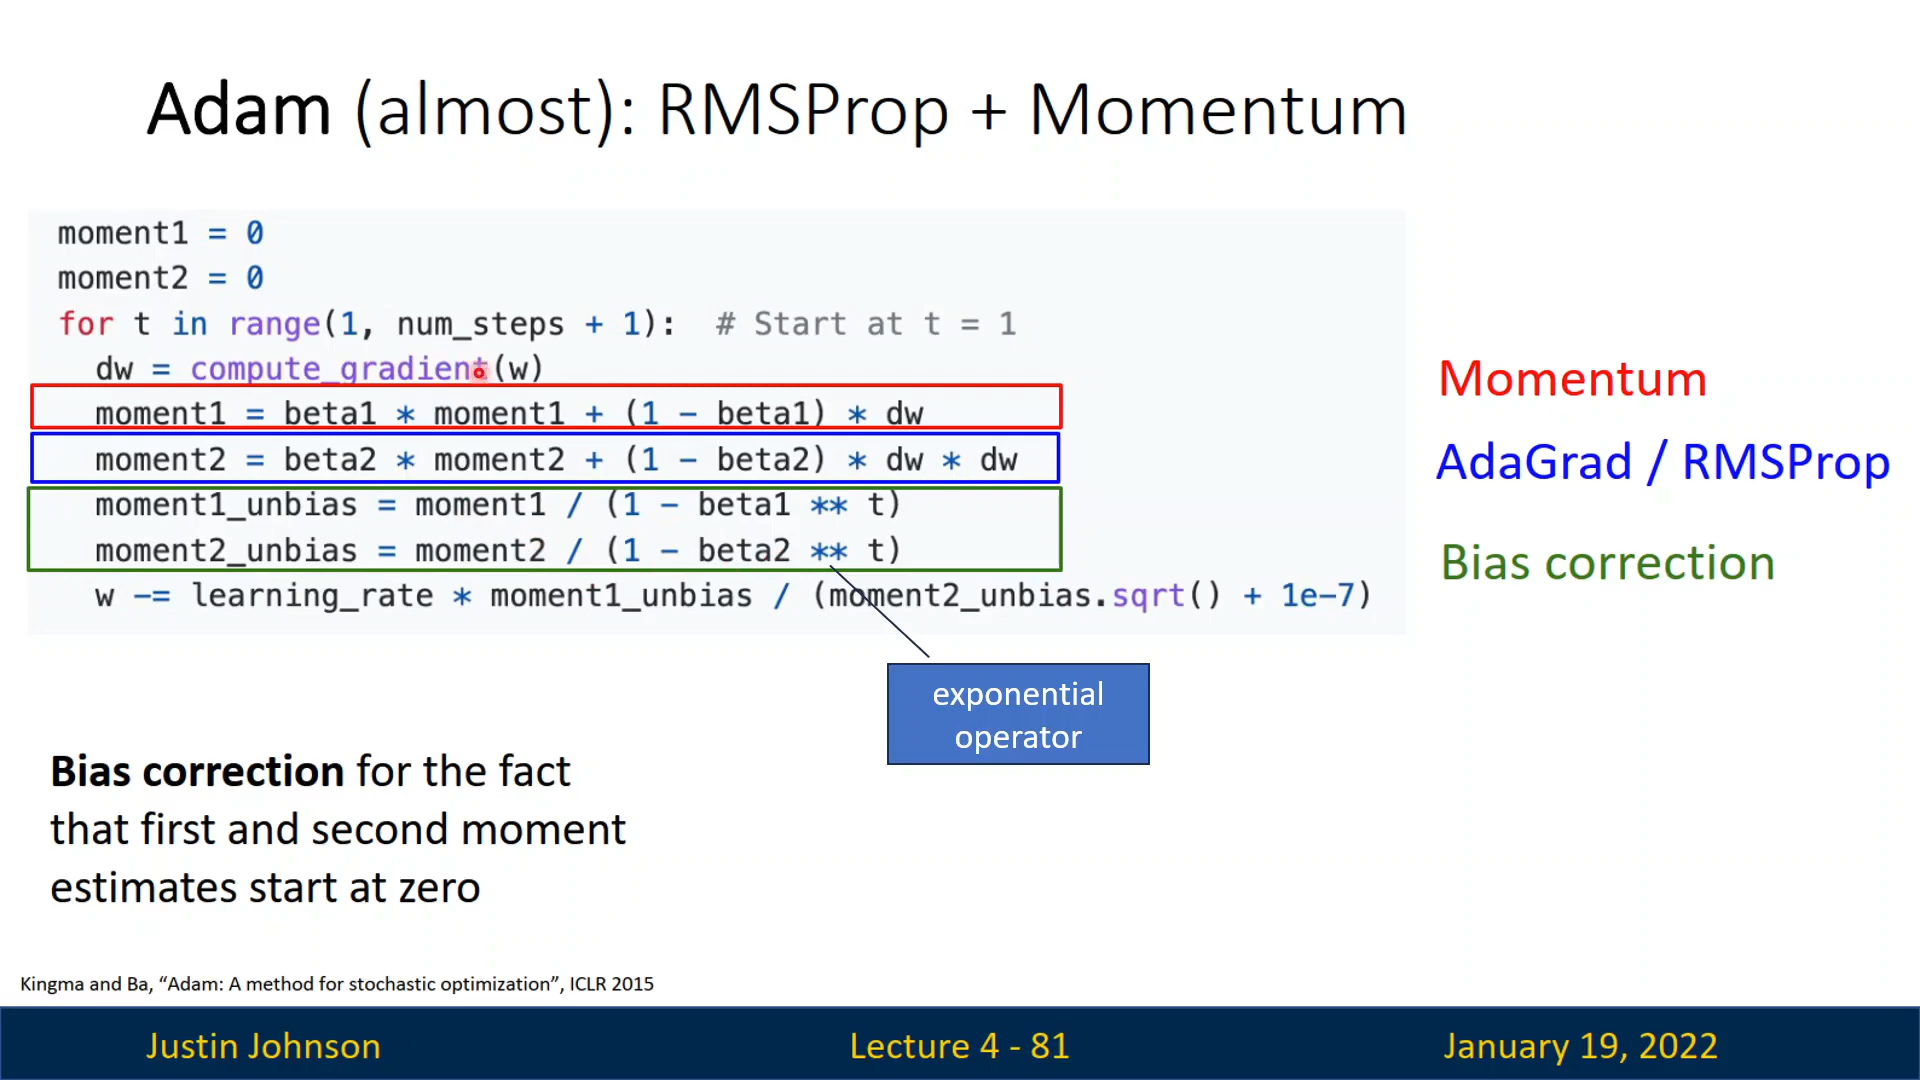 Adam (almost): RMSProp + Momentum
moment1 = 0
moment2 = 0
for t in range(1, num_steps + 1):  # Start at t = 1
  dw = compute_gradient(w)
  moment1 = beta1 * moment1 + (1 - beta1) * dw
  moment2 = beta2 * moment2 + (1 - beta2) * dw * dw
  moment1_unbias = moment1 / (1 - beta1 ** t)
  moment2_unbias = moment2 / (1 - beta2 ** t)
  w -= learning_rate * moment1_unbias / (moment2_unbias.sqrt() + 1e-7)
Momentum
AdaGrad / RMSProp
Bias correction
exponential
operator
Bias correction for the fact
that first and second moment
estimates start at zero
Kingma and Ba, “Adam: A method for stochastic optimization”, ICLR 2015
Justin Johnson
Lecture 4 - 81
January 19, 2022